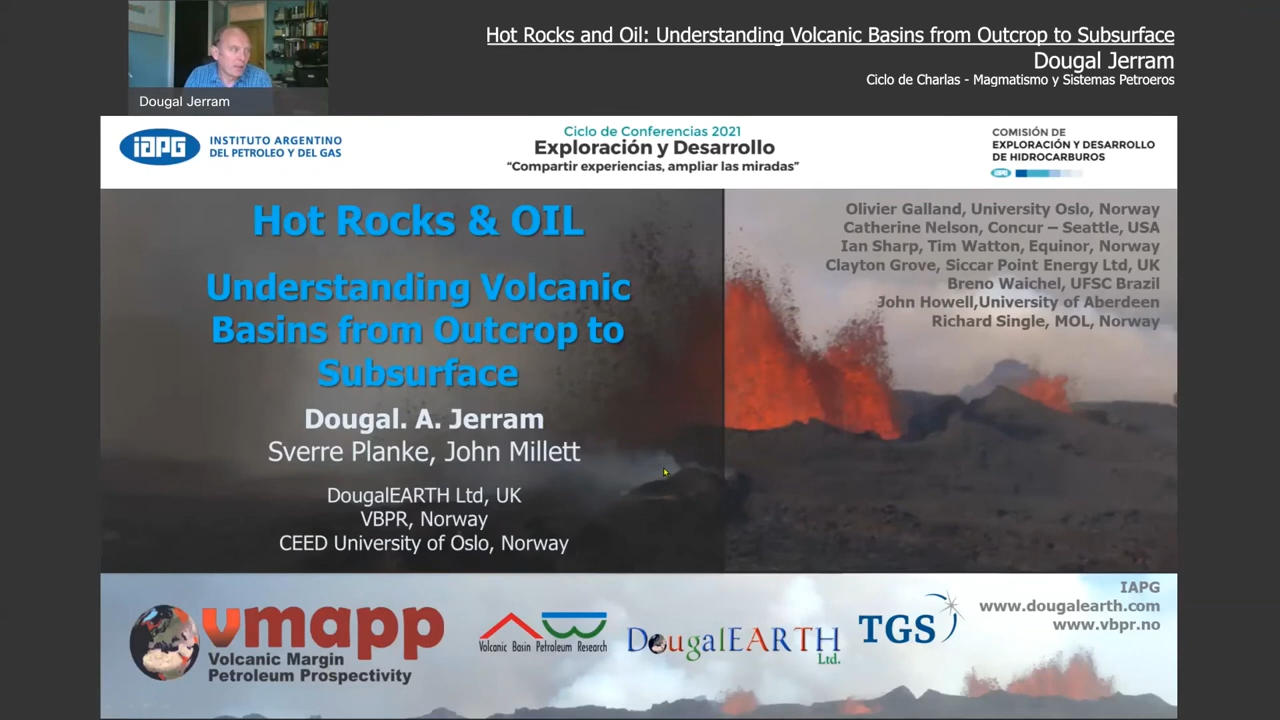 Hot Rocks and Oil: Understanding Volcanic Basins from Outcrop to Subsurface
Dougal Jerram
Ciclo de Charlas - Magmatismo y Sistemas Petroeros
Dougal Jerram
iAPG
INSTITUTO ARGENTINO
DEL PETROLEO Y DEL GAS
Ciclo de Conferencias 2021
Exploración y Desarrollo
“Compartir experiencias, ampliar las miradas”
COMISIÓN DE
EXPLORACIÓN Y DESARROLLO
DE HIDROCARBUROS
iAPG
Hot Rocks & OIL
Understanding Volcanic
Basins from Outcrop to
Subsurface
Dougal. A. Jerram
Sverre Planke, John Millett
DougalEARTH Ltd, UK
VBPR, Norway
CEED University of Oslo, Norway
Olivier Galland, University Oslo, Norway
Catherine Nelson, Concur – Seattle, USA
Ian Sharp, Tim Watton, Equinor, Norway
Clayton Grove, Siccar Point Energy Ltd, UK
Breno Waichel, UFSC Brazil
John Howell,University of Aberdeen
Richard Single, MOL, Norway
vmapp
Volcanic Margin
Petroleum Prospectivity
Volcanic Basin Petroleum Research
DougalEARTH
Ltd.
TGS
IAPG
www.dougalearth.com
www.vbpr.no